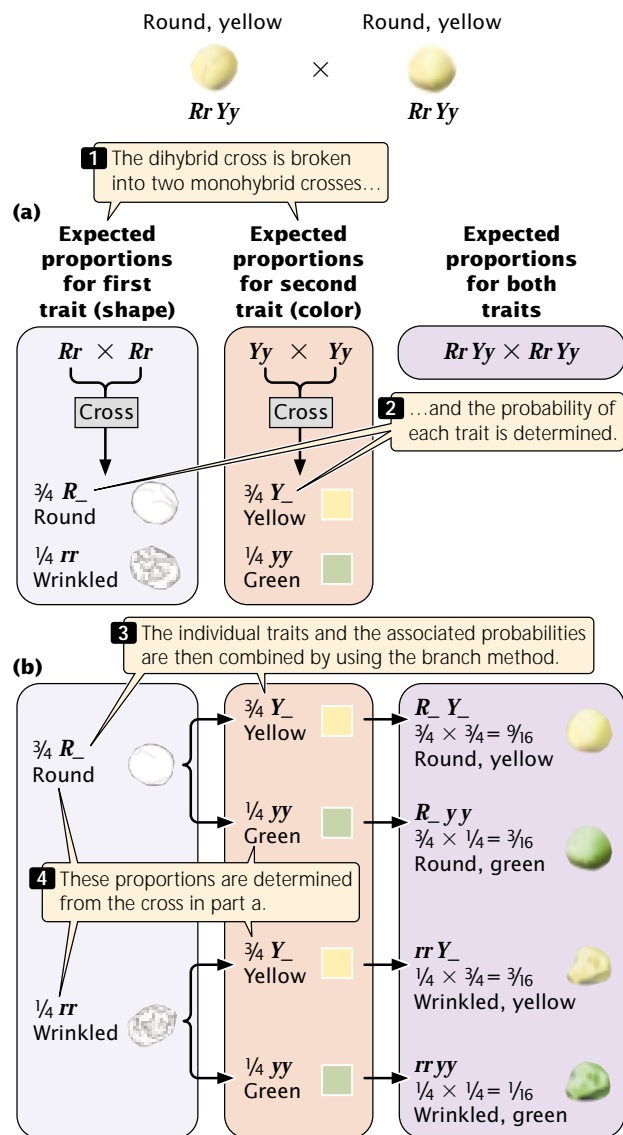 Round, yellow Round, yellow
×
Rr Yy Rr Yy
1 The dihybrid cross is broken
into two monohybrid crosses…
(a)
Expected
proportions
for first
trait (shape)
Expected
proportions
for second
trait (color)
Expected
proportions
for both
traits
Rr × Rr
Cross
¾ R_
Round
¼ rr
Wrinkled
Yy × Yy
Cross
¾ Y_
Yellow
¼ yy
Green
Rr Yy × Rr Yy
2 …and the probability of
each trait is determined.
3 The individual traits and the associated probabilities
are then combined by using the branch method.
(b)
¾ R_
Round
¾ Y_
Yellow
R_ Y_
¾ × ¾ = 9⁄16
Round, yellow
¼ yy
Green
R_ y y
¾ × ¼ = 3⁄16
Round, green
4 These proportions are determined
from the cross in part a.
¼ rr
Wrinkled
¾ Y_
Yellow
rr Y_
¼ × ¾ = 3⁄16
Wrinkled, yellow
¼ yy
Green
rr yy
¼ × ¼ = 1⁄16
Wrinkled, green